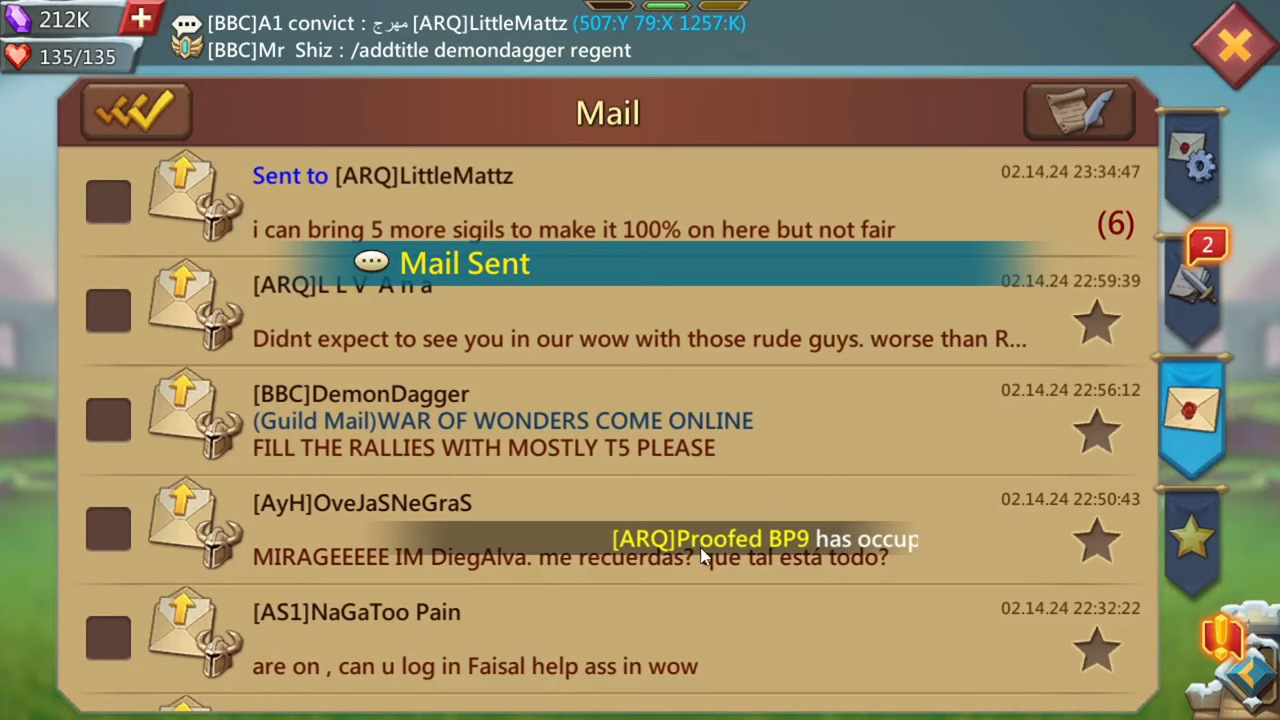 212K
135/135
[BBC]A1 convict : مهرج [ARQ]LittleMattz (507:Y 79:X 1257:K)
[BBC]Mr Shiz : /addtitle demondagger regent
Mail
Sent to [ARQ]LittleMattz
02.14.24 23:34:47
i can bring 5 more sigils to make it 100% on here but not fair
(6)
Mail Sent
2
[ARQ]L L V A n a
02.14.24 22:59:39
Didnt expect to see you in our wow with those rude guys. worse than R...
[BBC]DemonDagger
02.14.24 22:56:12
(Guild Mail)WAR OF WONDERS COME ONLINE
FILL THE RALLIES WITH MOSTLY T5 PLEASE
[AyH]OveJaSNeGraS
02.14.24 22:50:43
[ARQ]Proofed BP9 has occup
MIRAGEEEEE IM DiegAlva. me recuerdas? que tal está todo?
[AS1]NaGaToo Pain
02.14.24 22:32:22
are on , can u log in Faisal help ass in wow